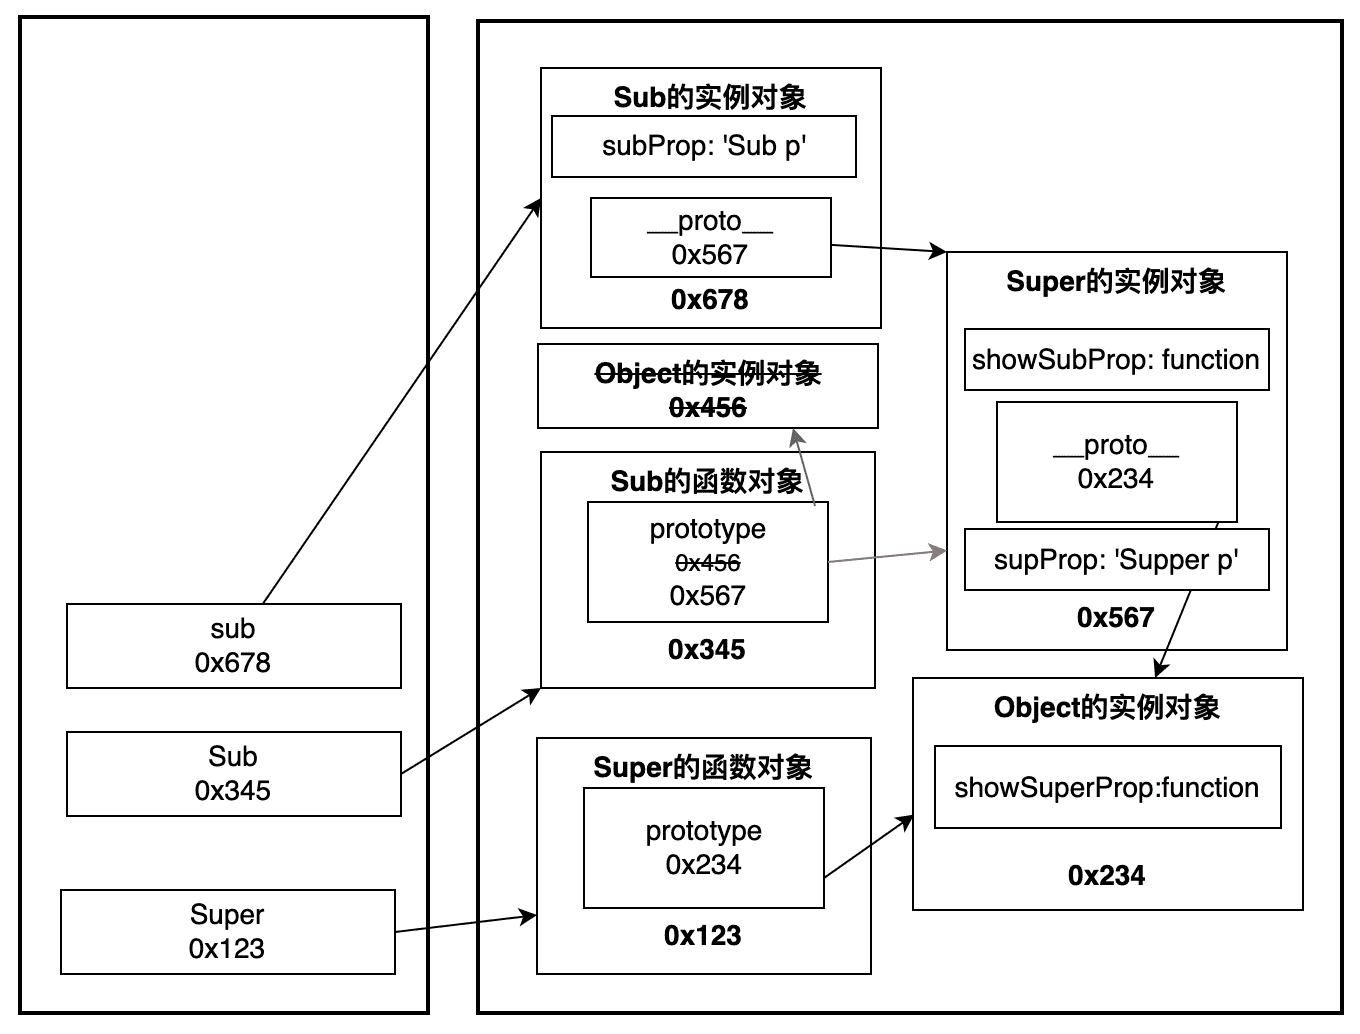 sub
0x678
Sub
0x345
Super
0x123
Sub的实例对象
subProp: 'Sub p'
__proto__
0x567
0x678
Object的实例对象
0x456
Sub的函数对象
prototype
0x456
0x567
0x345
Super的函数对象
prototype
0x234
0x123
Super的实例对象
showSubProp: function
__proto__
0x234
supProp: 'Supper p'
0x567
Object的实例对象
showSuperProp:function
0x234